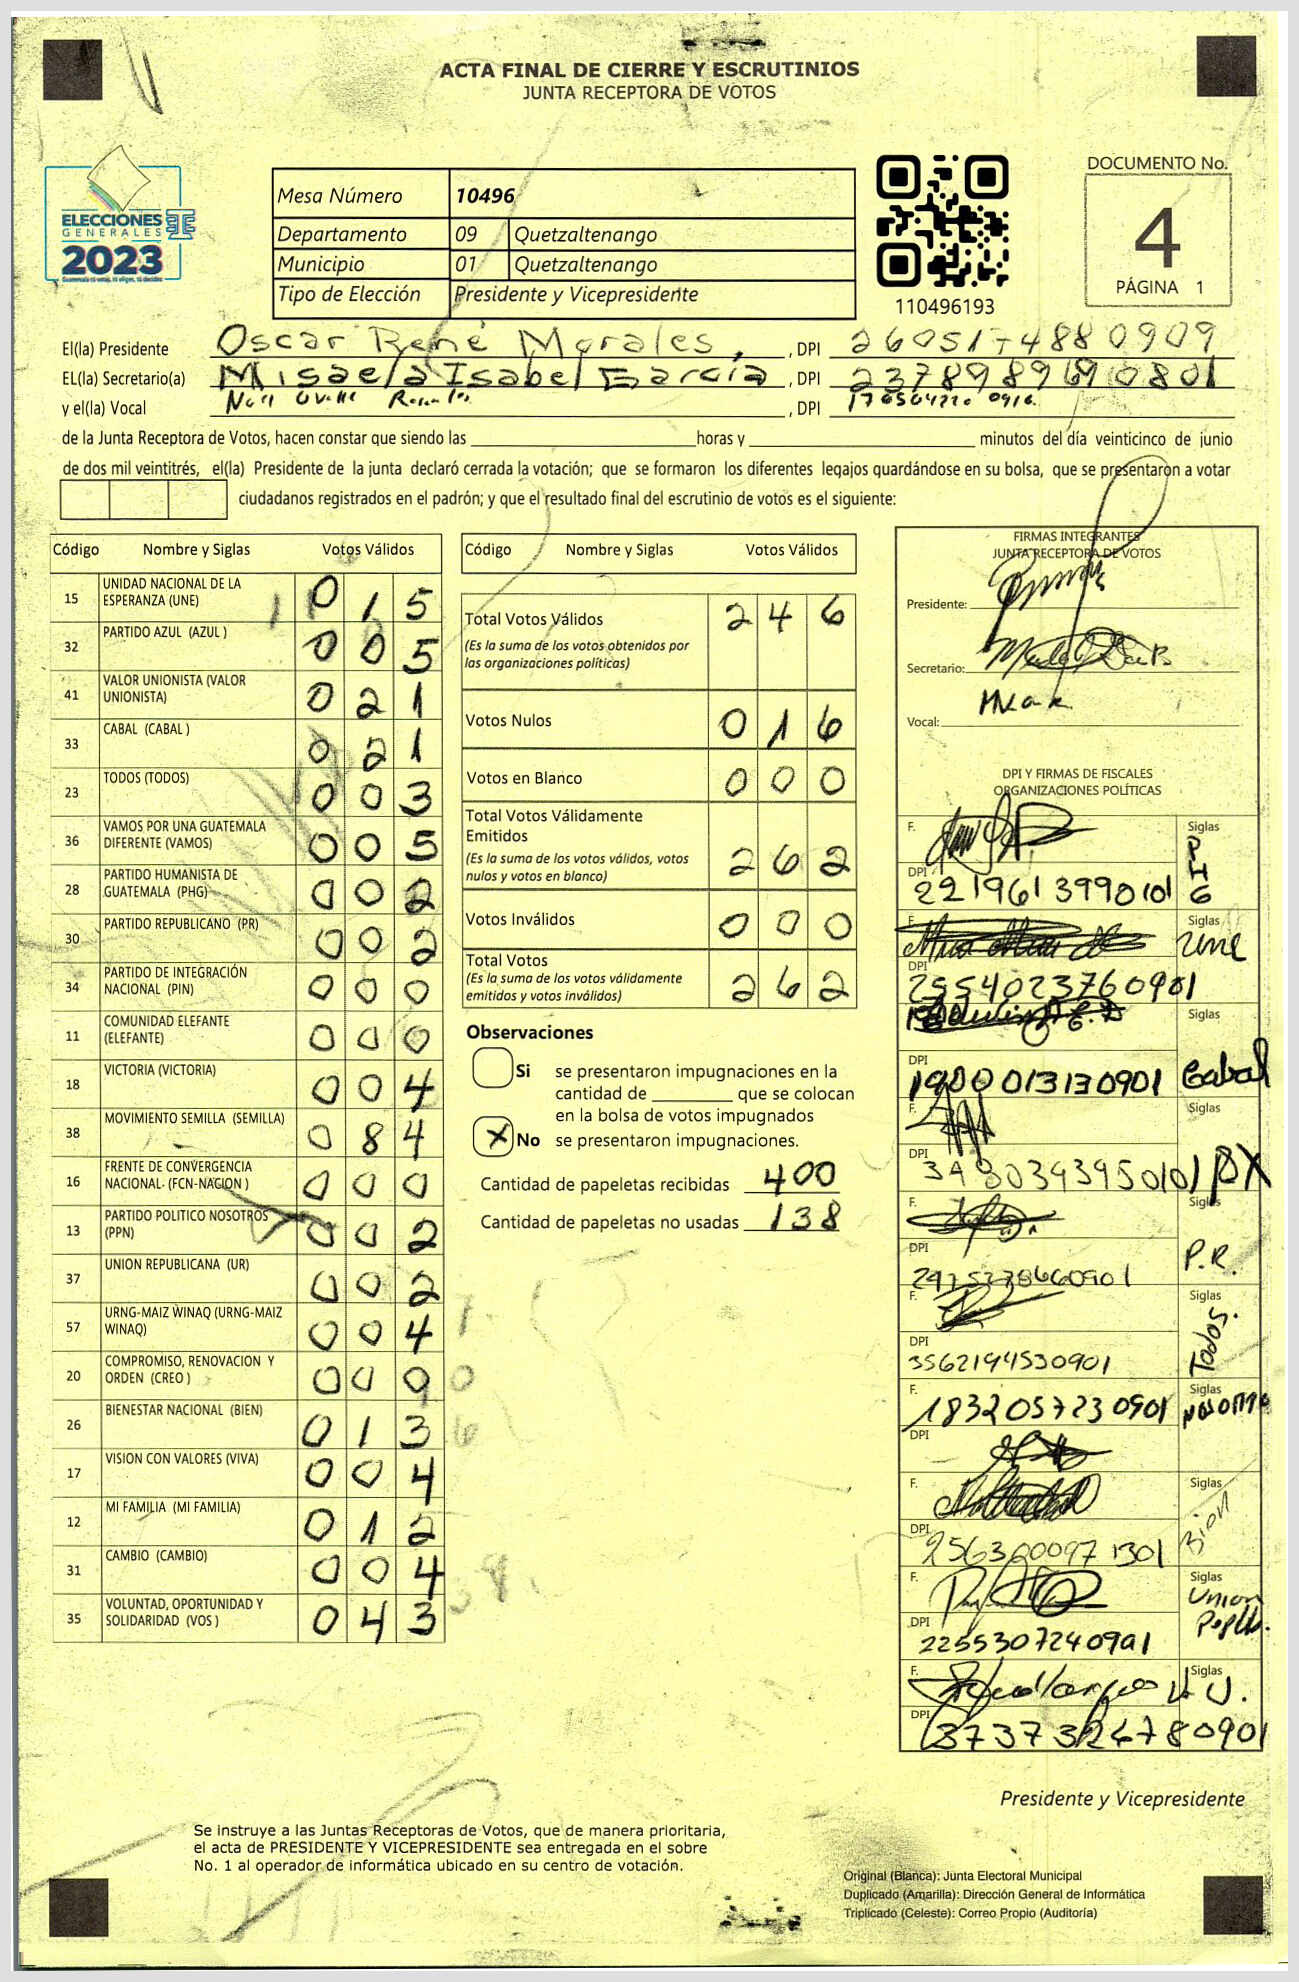 ACTA FINAL DE CIERRE Y ESCRUTINIOS
JUNTA RECEPTORA DE VOTOS
ELECCIONES
GENERALES
2023
Mesa Número 10496
Departamento 09 Quetzaltenango
Municipio 01 Quetzaltenango
Tipo de Elección Presidente y Vicepresidente
110496193
DOCUMENTO No.
4
PÁGINA 1
El(la) Presidente Oscar René Morales, DPI 2605174880909
EL(la) Secretario(a) Misaela Isabel García, DPI
y el(la) Vocal , DPI
de la Junta Receptora de Votos, hacen constar que siendo las ____ horas y ____ minutos del día veinticinco de junio
de dos mil veintitrés, el(la) Presidente de la junta declaró cerrada la votación; que se formaron los diferentes legajos guardándose en su bolsa, que se presentaron a votar
ciudadanos registrados en el padrón; y que el resultado final del escrutinio de votos es el siguiente:
Código Nombre y Siglas Votos Válidos
15 UNIDAD NACIONAL DE LA ESPERANZA (UNE) 0 1 5
32 PARTIDO AZUL (AZUL ) 0 0 5
41 VALOR UNIONISTA (VALOR UNIONISTA) 0 2 1
33 CABAL (CABAL ) 0 2 1
23 TODOS (TODOS) 0 0 3
36 VAMOS POR UNA GUATEMALA DIFERENTE (VAMOS) 0 0 5
28 PARTIDO HUMANISTA DE GUATEMALA (PHG) 0 0 2
30 PARTIDO REPUBLICANO (PR) 0 0 2
34 PARTIDO DE INTEGRACIÓN NACIONAL (PIN) 0 0 0
11 COMUNIDAD ELEFANTE (ELEFANTE) 0 0 0
18 VICTORIA (VICTORIA) 0 0 4
38 MOVIMIENTO SEMILLA (SEMILLA) 0 8 4
16 FRENTE DE CONVERGENCIA NACIONAL- (FCN-NACION ) 0 0 0
13 PARTIDO POLITICO NOSOTROS (PPN) 0 0 2
37 UNION REPUBLICANA (UR) 0 0 2
57 URNG-MAIZ WINAQ (URNG-MAIZ WINAQ) 0 0 4
20 COMPROMISO, RENOVACION Y ORDEN (CREO ) 0 0 0
26 BIENESTAR NACIONAL (BIEN) 0 1 3
17 VISION CON VALORES (VIVA) 0 0 4
12 MI FAMILIA (MI FAMILIA) 0 1 2
31 CAMBIO (CAMBIO) 0 0 4
35 VOLUNTAD, OPORTUNIDAD Y SOLIDARIDAD (VOS ) 0 4 3
Código Nombre y Siglas Votos Válidos
Total Votos Válidos 2 4 6
(Es la suma de los votos obtenidos por las organizaciones políticas)
Votos Nulos 0 1 6
Votos en Blanco 0 0 0
Total Votos Válidamente Emitidos 2 6 2
(Es la suma de los votos válidos, votos nulos y votos en blanco)
Votos Inválidos 0 0 0
Total Votos 2 6 2
(Es la suma de los votos válidamente emitidos y votos inválidos)
Observaciones
Si se presentaron impugnaciones en la
cantidad de ____ que se colocan
en la bolsa de votos impugnados
X No se presentaron impugnaciones.
Cantidad de papeletas recibidas 400
Cantidad de papeletas no usadas 138
FIRMAS INTEGRANTES
JUNTA RECEPTORA DE VOTOS
Presidente:
Secretario:
Vocal:
DPI Y FIRMAS DE FISCALES
ORGANIZACIONES POLÍTICAS
F. Siglas PHG
DPI 2219613990101
F. Siglas UNE
DPI 2554023760901
Siglas Cabal
DPI 1900013130901
F. Siglas
DPI
F. Siglas P.R.
DPI
F. Siglas Todos.
DPI 3562194530901
F. 1832057230901 Siglas
DPI
F. Siglas Bien
DPI 2563600971301
F. Siglas Union
DPI 2255307240901
F. Siglas V.U.
DPI 3737326780901
Presidente y Vicepresidente
Se instruye a las Juntas Receptoras de Votos, que de manera prioritaria,
el acta de PRESIDENTE Y VICEPRESIDENTE sea entregada en el sobre
No. 1 al operador de informática ubicado en su centro de votación.
Original (Blanca): Junta Electoral Municipal
Duplicado (Amarilla): Dirección General de Informática
Triplicado (Celeste): Correo Propio (Auditoría)